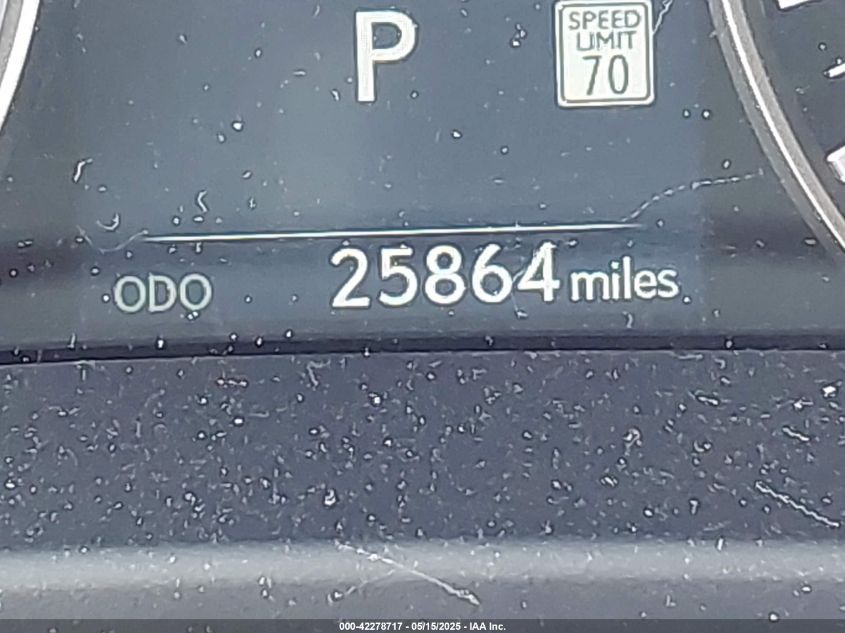 P
SPEED
LIMIT
70
ODO 25864 miles
000-42278717 - 05/15/2025 - IAA Inc.